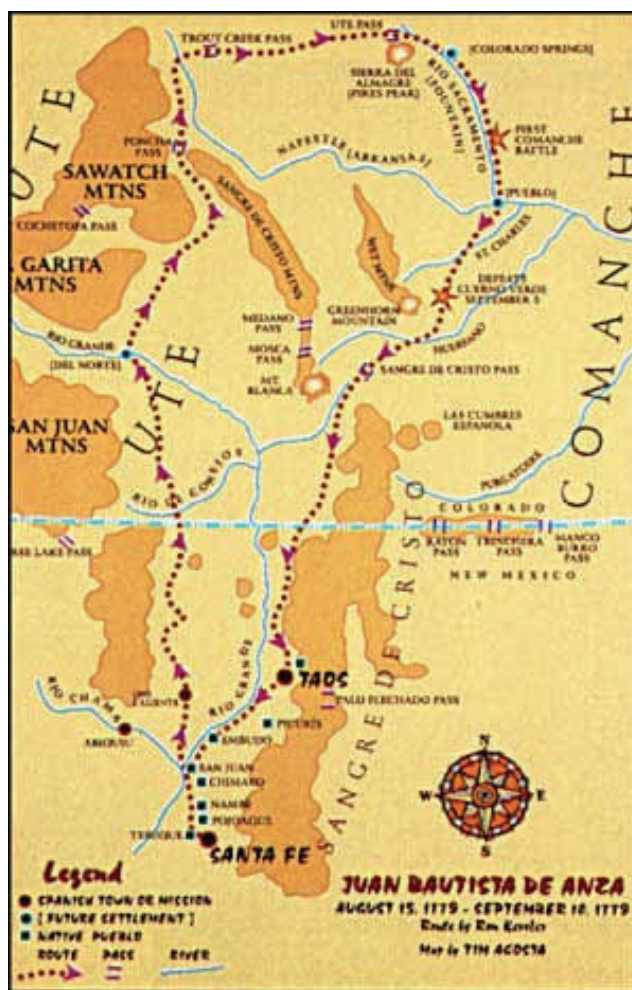 TROUT CREEK PASS
UTE PASS
[COLORADO SPRINGS]
SIERRA DEL
ALMAGRE
[PIKES PEAK]
RIO SACRAMENTO
[FOUNTAIN]
FIRST
COMANCHE
BATTLE
UTE
PONCHA
PASS
NAPESTLE [ARKANSAS]
[PUEBLO]
SAWATCH
MTNS
COCHETOPA PASS
SANGRE DE CRISTO MTNS
WET MTNS
ST. CHARLES
COMANCHE
GARITA
MTNS
DEFEATS
CUERNO VERDE
SEPTEMBER 3
GREENHORN
MOUNTAIN
MEDANO
PASS
HUERFANO
RIO GRANDE
[DEL NORTE]
UTE
MOSCA
PASS
MT.
BLANCA
SANGRE DE CRISTO PASS
SAN JUAN
MTNS
LAS CUMBRES
ESPANOLA
PURGATOIRE
RIO DE CONEJOS
COLORADO
LAKE PASS
RATON
PASS
TRINCHERA
PASS
MANCO
BURRO
PASS
NEW MEXICO
SANGRE DE CRISTO
RIO GRANDE
TAOS
PALO FLECHADO PASS
RIO CHAMA
CALIENTE
ABIQUIU
PICURIS
EMBUDO
SAN JUAN
CHIMAYO
NAMBE
POJOAQUE
TESUQUE
SANTA FE
N
W
E
S
Legend
SPANISH TOWN OR MISSION
[FUTURE SETTLEMENT]
NATIVE PUEBLO
ROUTE PASS RIVER
JUAN BAUTISTA DE ANZA
AUGUST 15, 1779 - SEPTEMBER 10, 1779
Route by Ron Kessler
Map by TIM AGOSTA